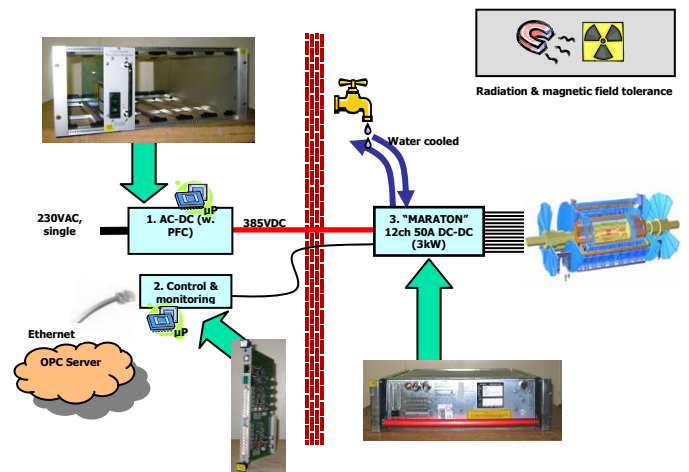 Radiation & magnetic field tolerance
Water cooled
230VAC,
single
1. AC-DC (w.
PFC)
µP
385VDC
3. "MARATON"
12ch 50A DC-DC
(3kW)
2. Control &
monitoring
µP
Ethernet
OPC Server